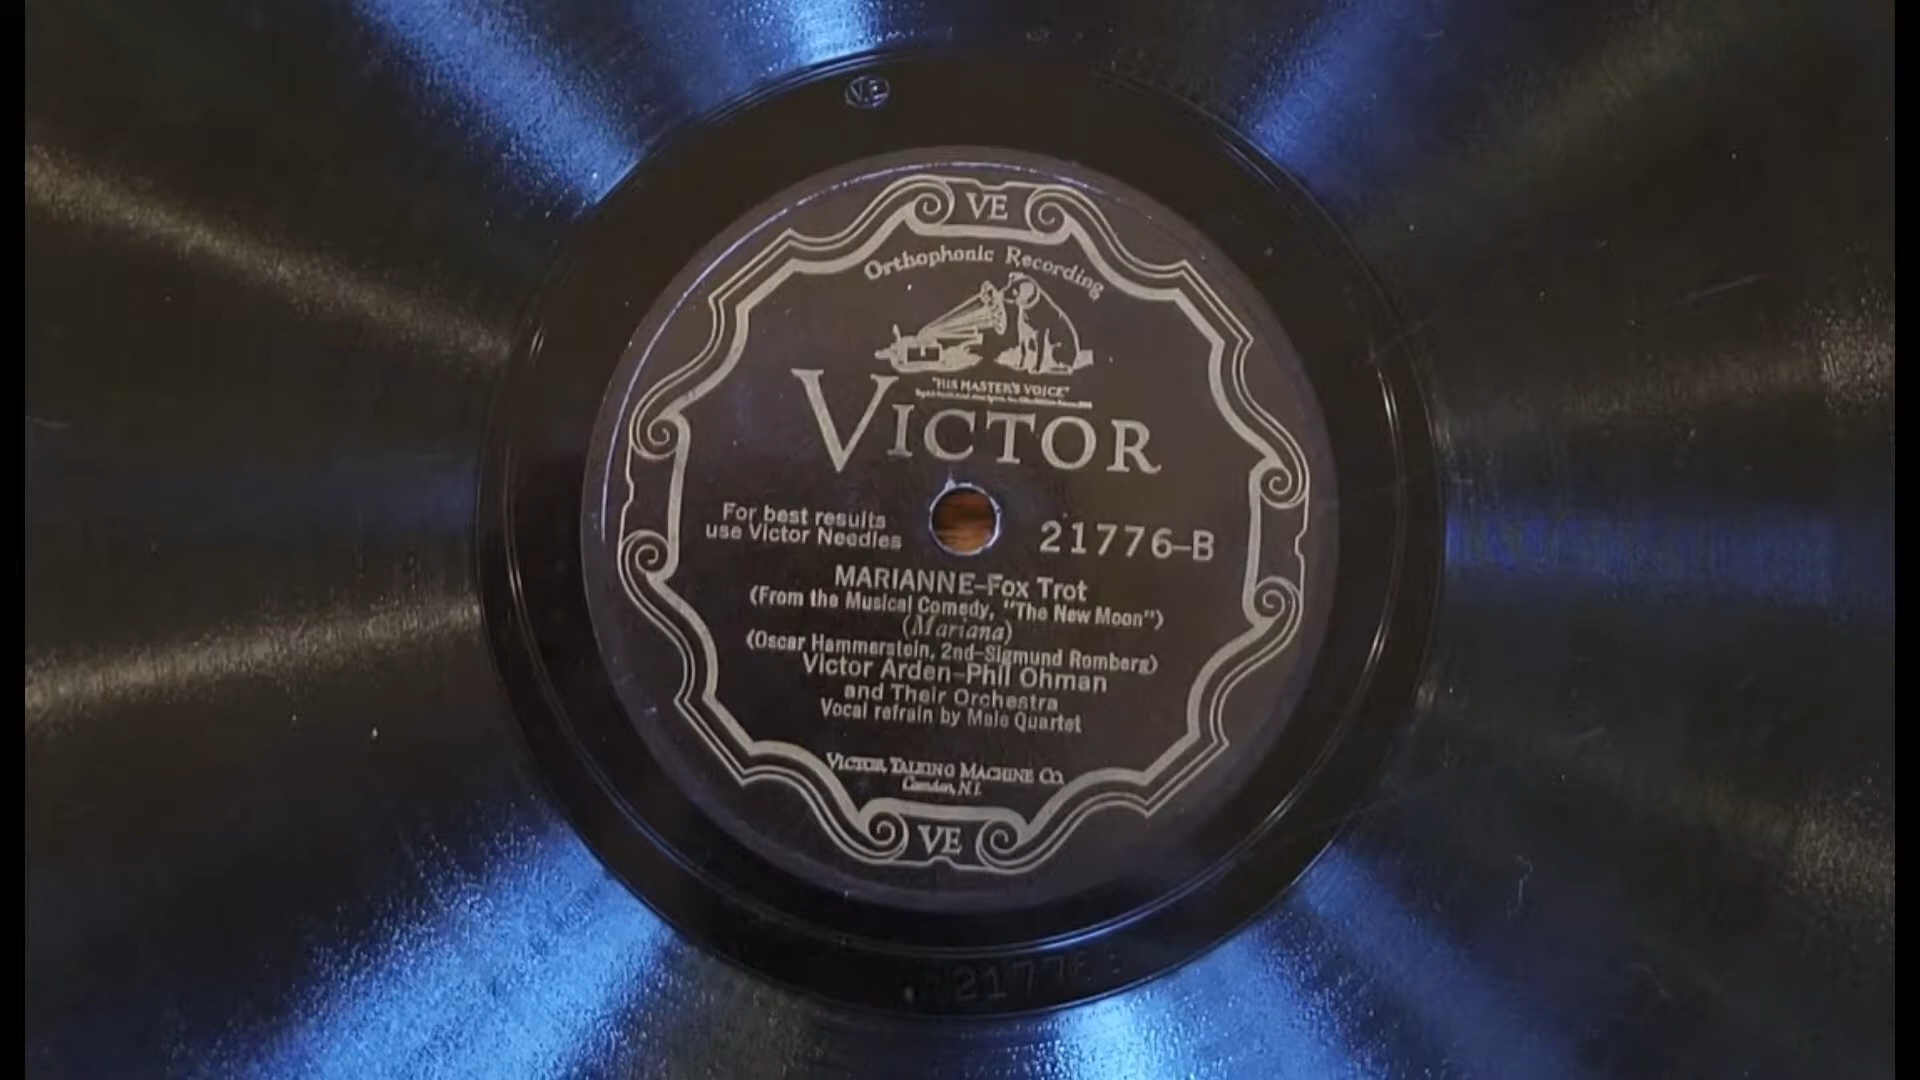 VE
VE
Orthophonic Recording
"HIS MASTER'S VOICE"
VICTOR
For best results
use Victor Needles
21776-B
MARIANNE-Fox Trot
(From the Musical Comedy, "The New Moon")
(Mariana)
(Oscar Hammerstein, 2nd-Sigmund Romberg)
Victor Arden-Phil Ohman
and Their Orchestra
Vocal refrain by Male Quartet
VICTOR TALKING MACHINE CO.
Camden, N.J.
VE
21776